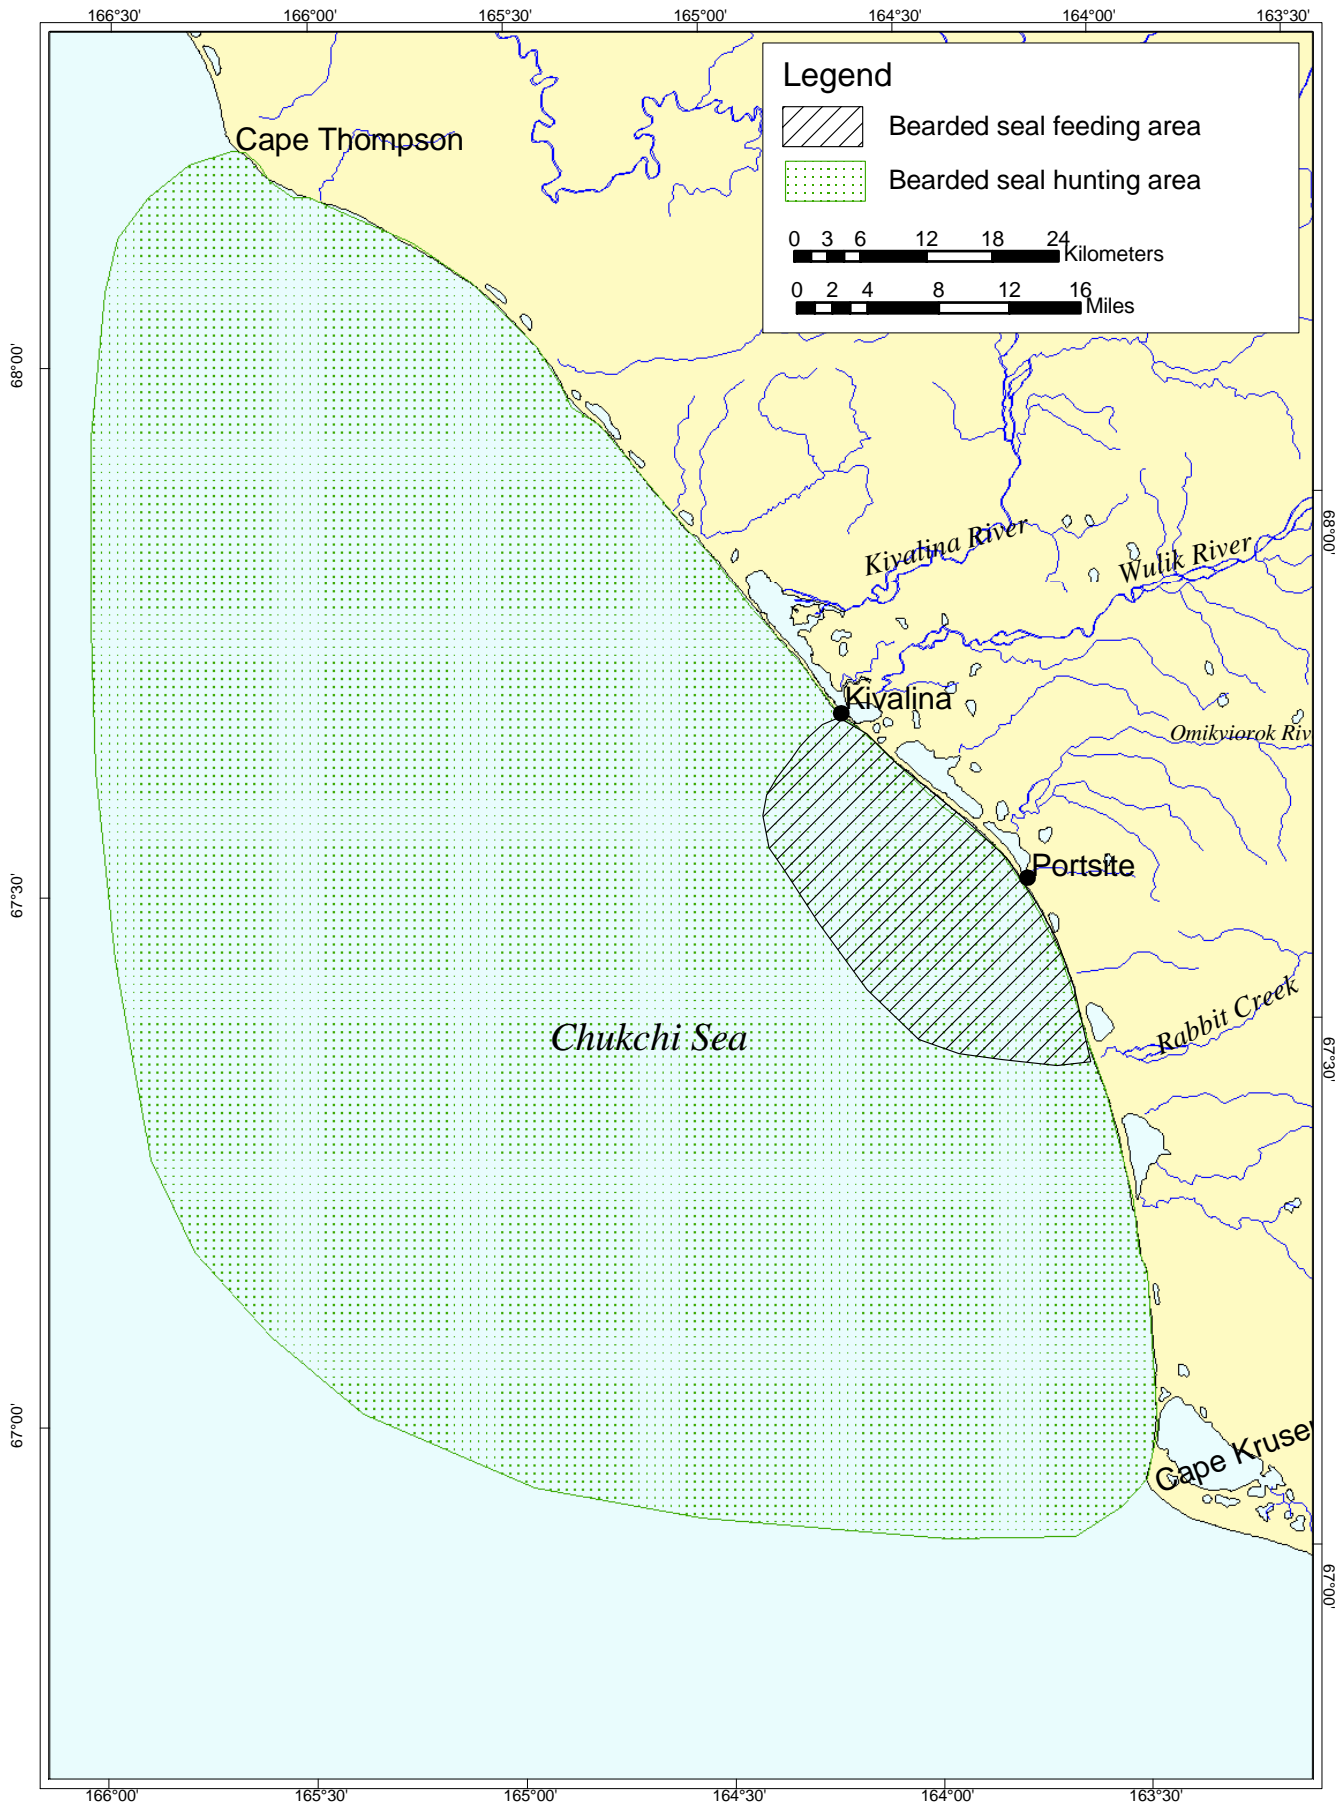 166°30' 166°00' 165°30' 165°00' 164°30' 164°00' 163°30'
Legend
Bearded seal feeding area
Bearded seal hunting area
0 3 6 12 18 24
Kilometers
0 2 4 8 12 16
Miles
Cape Thompson
68°00'
68°00'
Kivalina River
Wulik River
Kivalina
Omikviorok Riv
Portsite
67°30'
Rabbit Creek
Chukchi Sea
67°30'
67°00'
Cape Kruse
67°00'
166°00' 165°30' 165°00' 164°30' 164°00' 163°30'